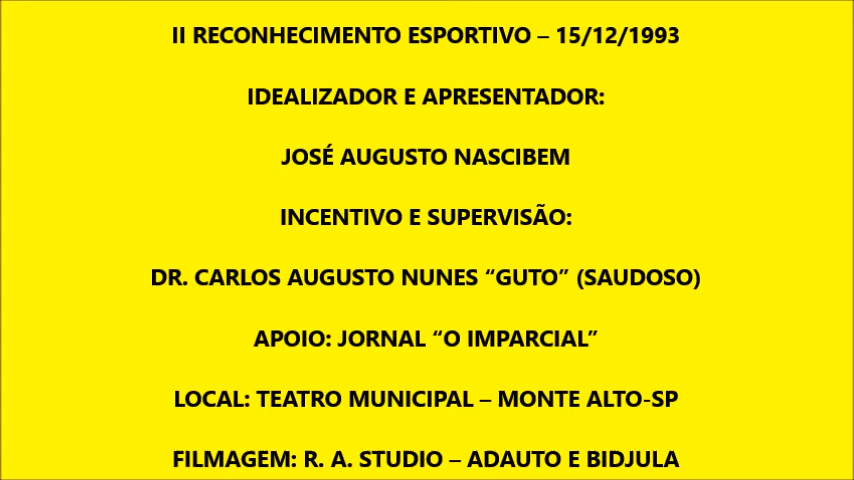 II RECONHECIMENTO ESPORTIVO – 15/12/1993
IDEALIZADOR E APRESENTADOR:
JOSÉ AUGUSTO NASCIBEM
INCENTIVO E SUPERVISÃO:
DR. CARLOS AUGUSTO NUNES “GUTO” (SAUDOSO)
APOIO: JORNAL “O IMPARCIAL”
LOCAL: TEATRO MUNICIPAL – MONTE ALTO-SP
FILMAGEM: R. A. STUDIO – ADAUTO E BIDJULA